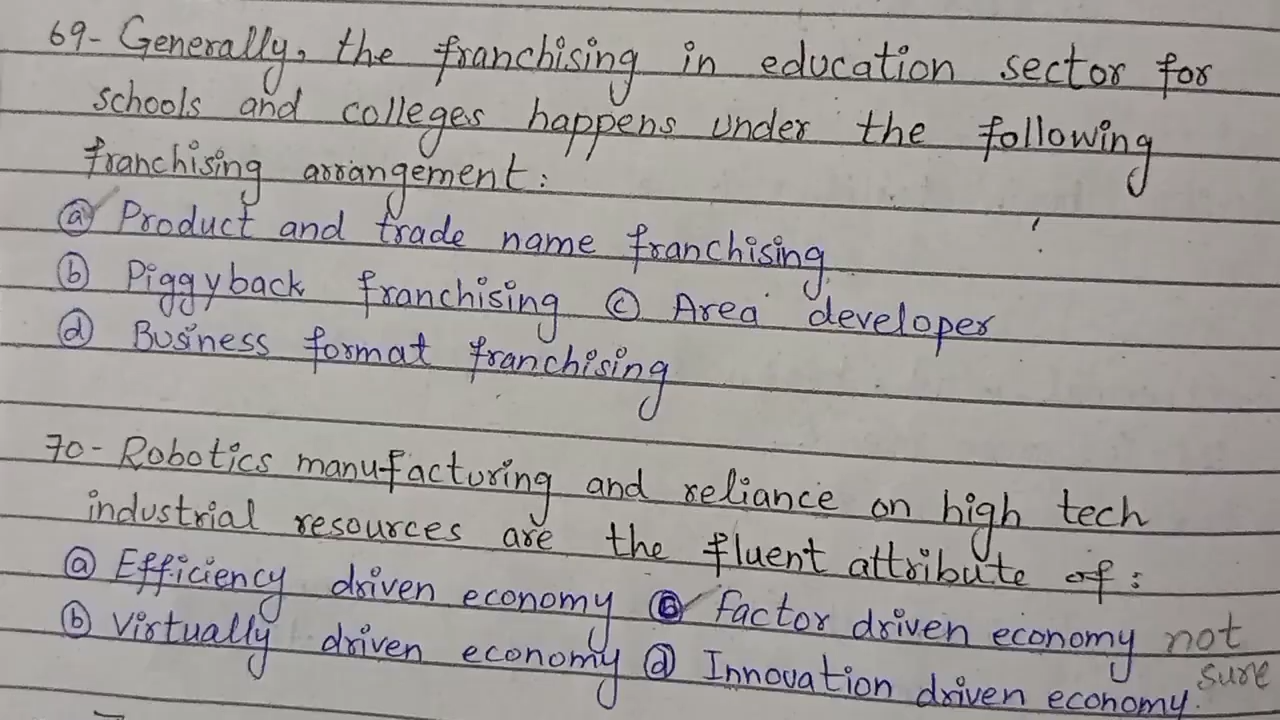 69- Generally, the franchising in education sector for
schools and colleges happens under the following
franchising arrangement:
ⓐ Product and trade name franchising
ⓑ Piggyback franchising ⓒ Area developer
ⓓ Business format franchising
70- Robotics manufacturing and reliance on high tech
industrial resources are the fluent attribute of:
ⓐ Efficiency driven economy ⓒ factor driven economy not
sure
ⓑ Virtually driven economy ⓓ Innovation driven economy.